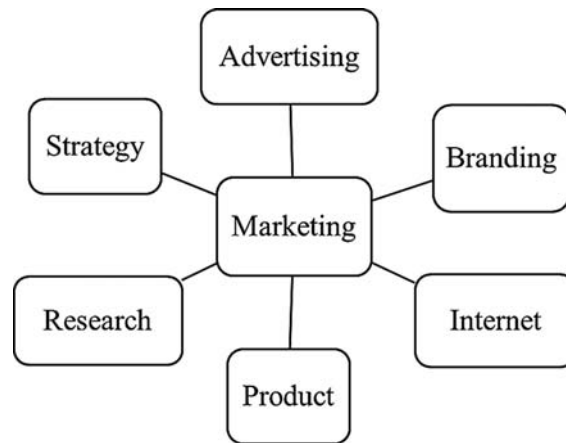 Advertising
Strategy
Branding
Marketing
Research
Internet
Product